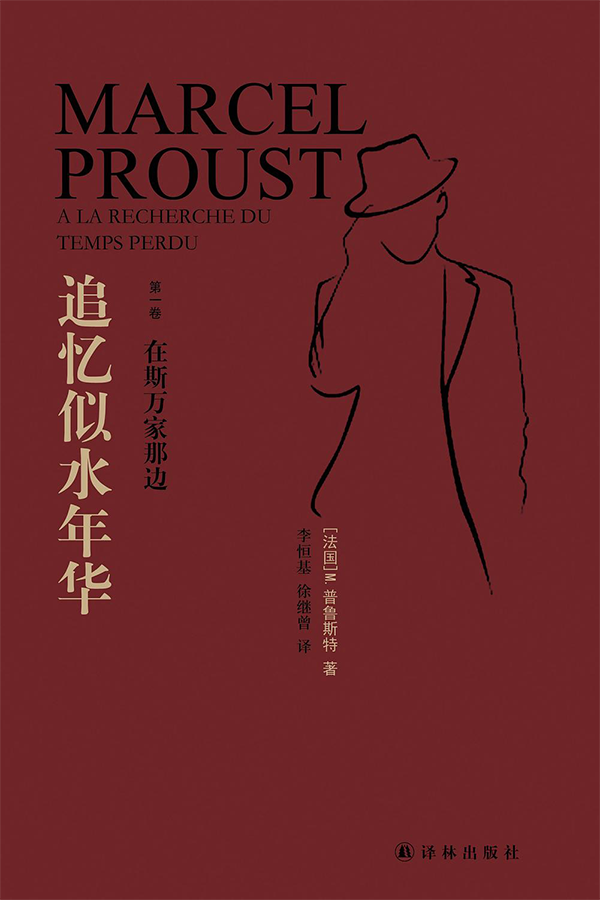 MARCEL
PROUST
A LA RECHERCHE DU
TEMPS PERDU
追忆似水年华
第一卷
在斯万家那边
[法国]M.普鲁斯特 著
李恒基 徐继曾 译
译林出版社